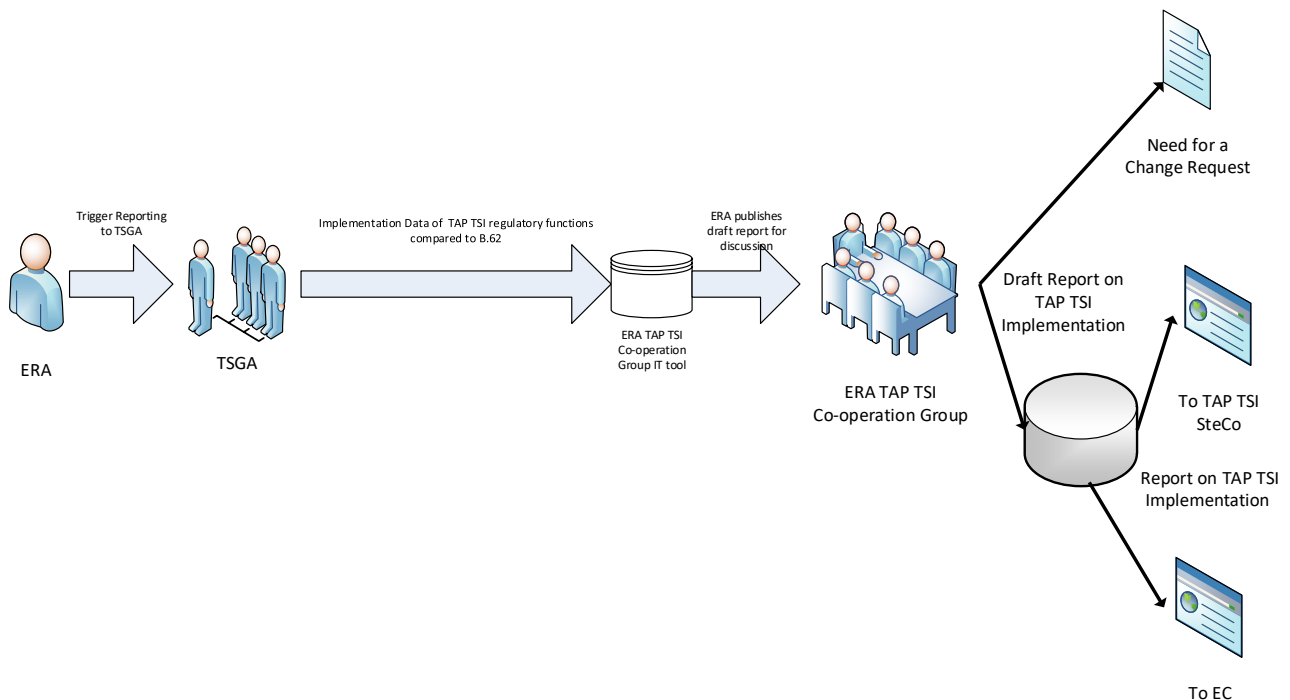 Need for a
Change Request
Trigger Reporting
to TSGA
Implementation Data of TAP TSI regulatory functions
compared to B.62
ERA publishes
draft report for
discussion
ERA
TSGA
ERA TAP TSI
Co-operation
Group IT tool
ERA TAP TSI
Co-operation Group
Draft Report on
TAP TSI
Implementation
To TAP TSI
SteCo
Report on TAP TSI
Implementation
To EC